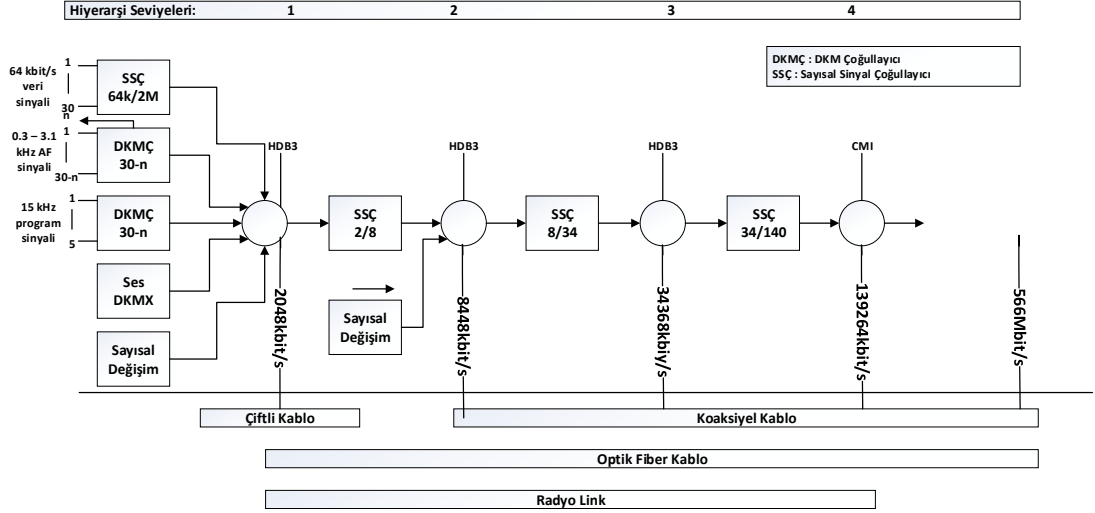 Hiyerarşi Seviyeleri: 1 2 3 4
DKMÇ : DKM Çoğullayıcı
SSÇ : Sayısal Sinyal Çoğullayıcı
64 kbit/s
veri
sinyali
1
30
n
SSÇ
64k/2M
0.3 – 3.1
kHz AF
sinyali
1
30-n
DKMÇ
30-n
15 kHz
program
sinyali
1
5
DKMÇ
30-n
Ses
DKMX
Sayısal
Değişim
HDB3
SSÇ
2/8
Sayısal
Değişim
HDB3
SSÇ
8/34
HDB3
SSÇ
34/140
CMI
2048kbit/s
8448kbit/s
34368kbiy/s
139264kbit/s
566Mbit/s
Çiftli Kablo
Koaksiyel Kablo
Optik Fiber Kablo
Radyo Link